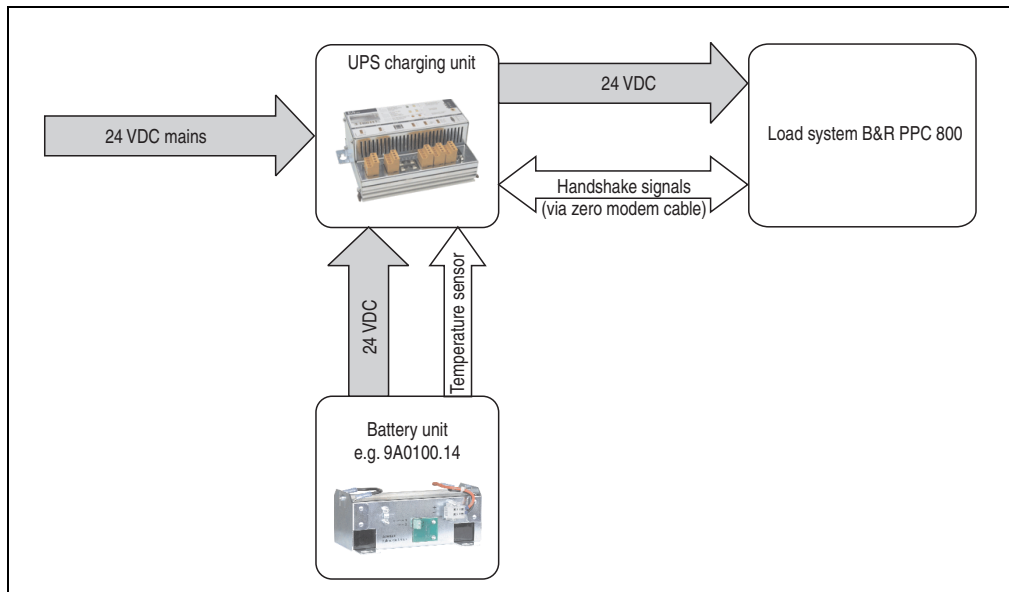 UPS charging unit
24 VDC
24 VDC mains
Load system B&R PPC 800
Handshake signals
(via zero modem cable)
24 VDC
Temperature sensor
Battery unit
e.g. 9A0100.14